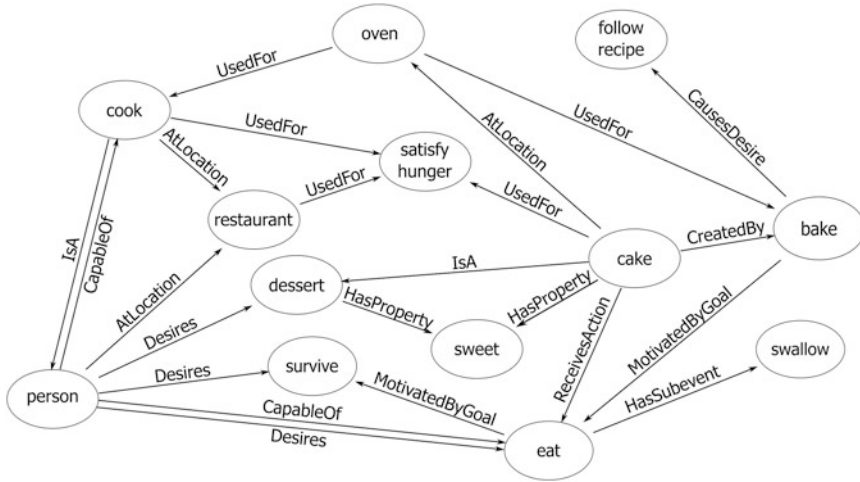 oven
follow
recipe
UsedFor
cook
UsedFor
CausesDesire
UsedFor
AtLocation
AtLocation
satisfy
hunger
UsedFor
restaurant
UsedFor
IsA
CapableOf
CreatedBy
bake
cake
IsA
dessert
HasProperty
HasProperty
AtLocation
Desires
sweet
ReceivesAction
MotivatedByGoal
survive
swallow
Desires
person
MotivatedByGoal
HasSubevent
CapableOf
Desires
eat